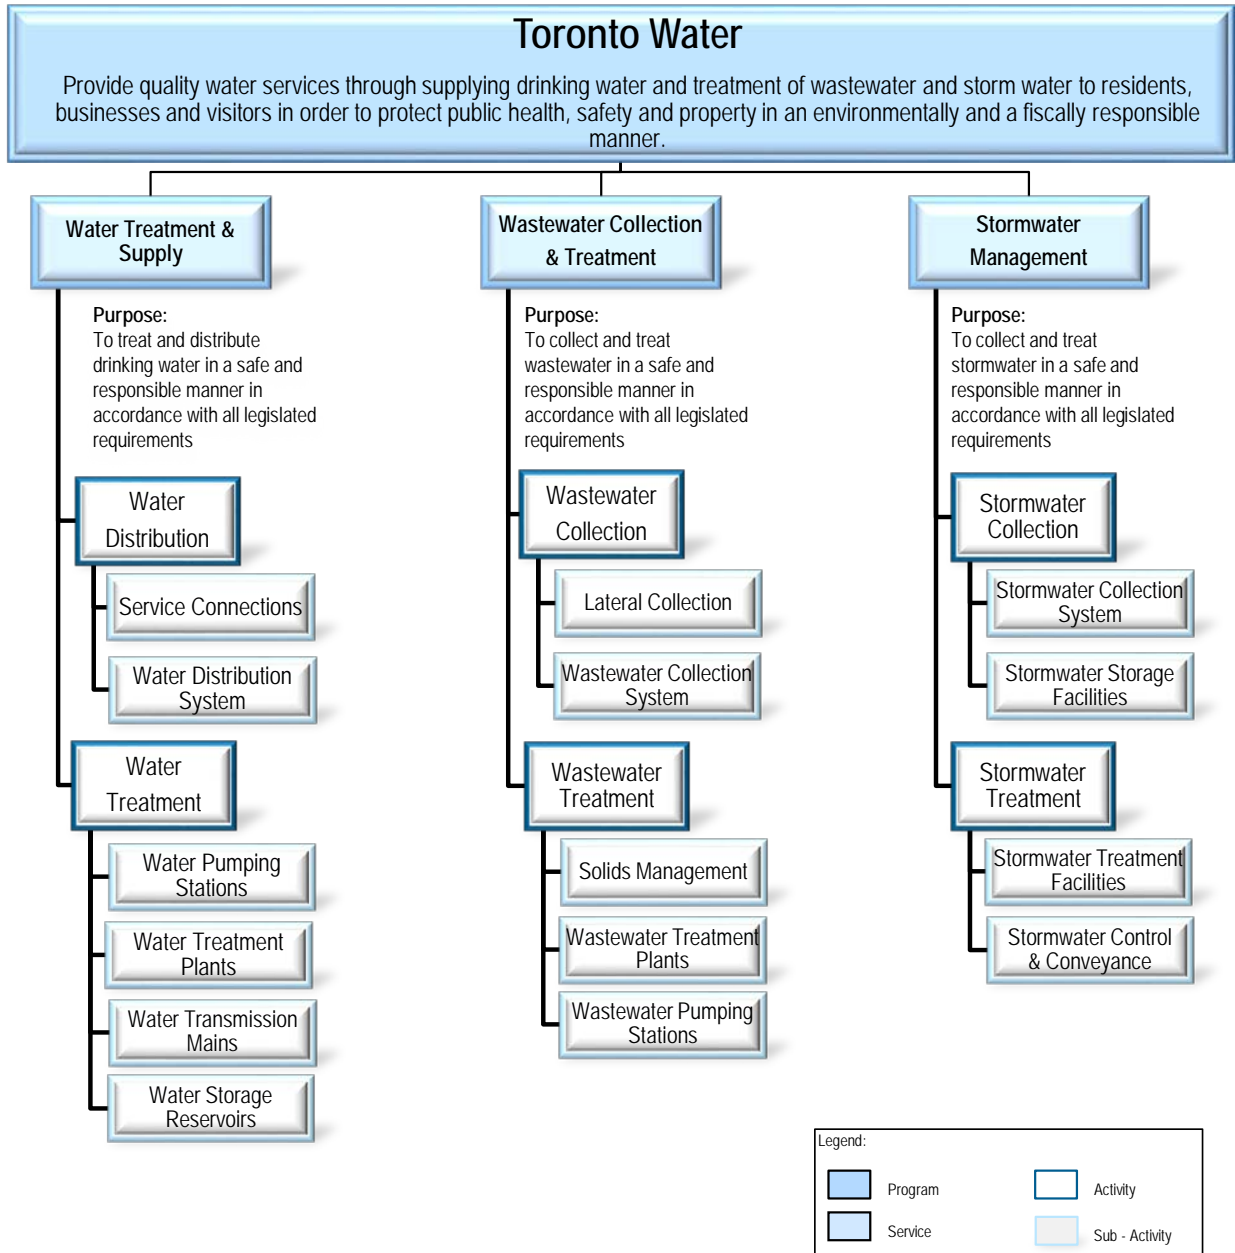 Toronto Water
Provide quality water services through supplying drinking water and treatment of wastewater and storm water to residents,
businesses and visitors in order to protect public health, safety and property in an environmentally and a fiscally responsible
manner.
Water Treatment &
Supply
Purpose:
To treat and distribute
drinking water in a safe and
responsible manner in
accordance with all legislated
requirements
Water
Distribution
Service Connections
Water Distribution
System
Water
Treatment
Water Pumping
Stations
Water Treatment
Plants
Water Transmission
Mains
Water Storage
Reservoirs
Wastewater Collection
& Treatment
Purpose:
To collect and treat
wastewater in a safe and
responsible manner in
accordance with all legislated
requirements
Wastewater
Collection
Lateral Collection
Wastewater Collection
System
Wastewater
Treatment
Solids Management
Wastewater Treatment
Plants
Wastewater Pumping
Stations
Stormwater
Management
Purpose:
To collect and treat
stormwater in a safe and
responsible manner in
accordance with all legislated
requirements
Stormwater
Collection
Stormwater Collection
System
Stormwater Storage
Facilities
Stormwater
Treatment
Stormwater Treatment
Facilities
Stormwater Control
& Conveyance
Legend:
Program
Activity
Service
Sub - Activity